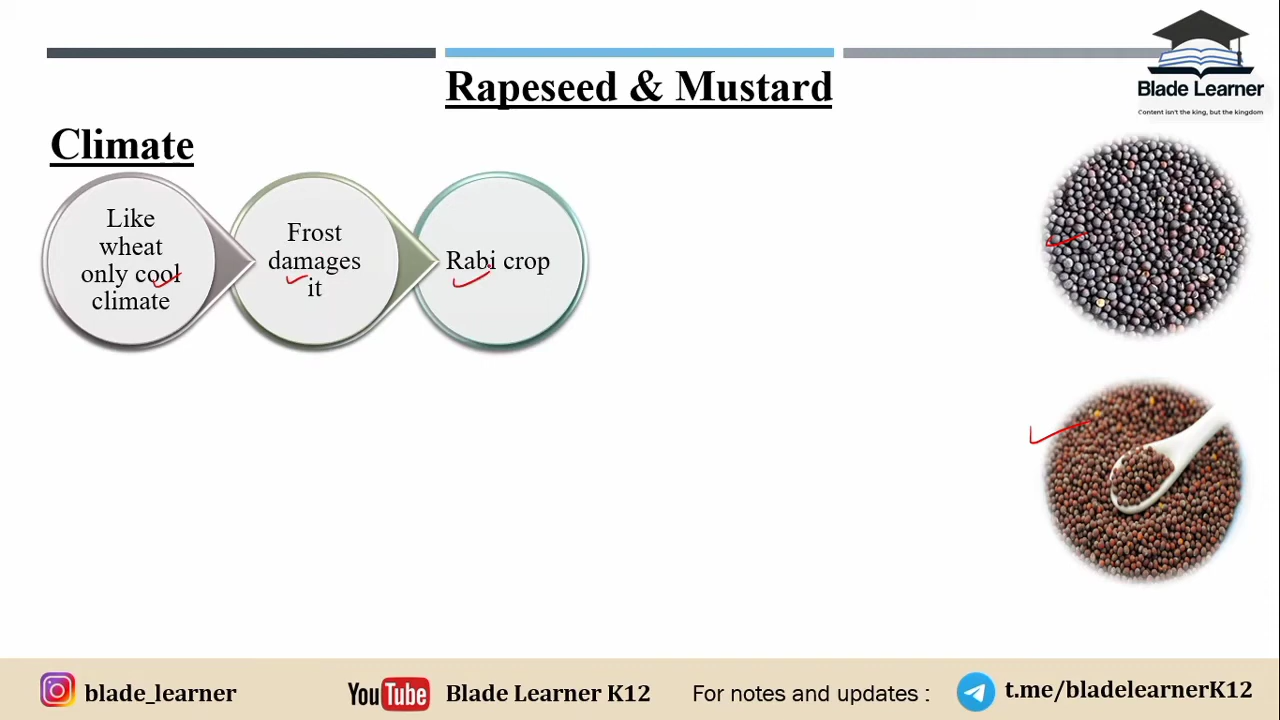 Blade Learner
Content isn't the king, but the kingdom
Rapeseed & Mustard
Climate
Like
wheat
only cool
climate
Frost
damages
it
Rabi crop
blade_learner
YouTube
Blade Learner K12
For notes and updates :
t.me/bladelearnerK12